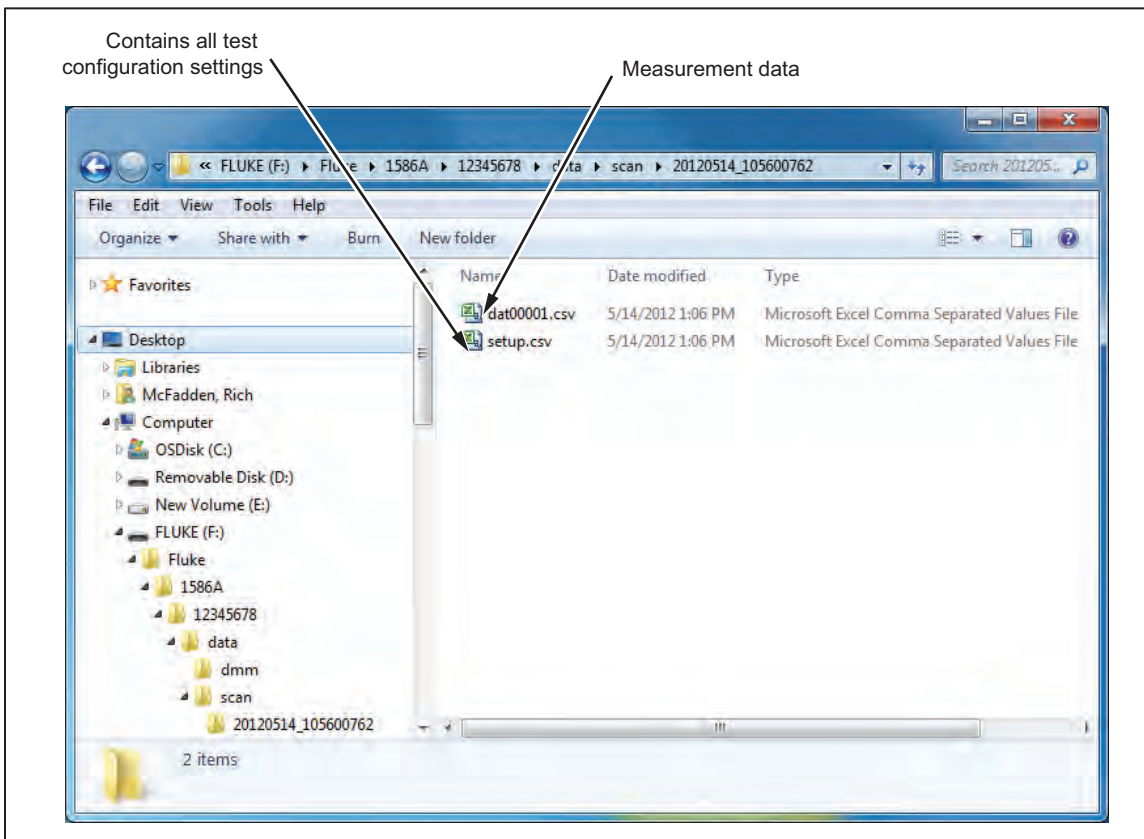 Contains all test
configuration settings
Measurement data
« FLUKE (F:) ▸ Fluke ▸ 1586A ▸ 12345678 ▸ data ▸ scan ▸ 20120514_105600762
Search 201205...
File Edit View Tools Help
Organize Share with Burn New folder
Name Date modified Type
Favorites
dat00001.csv 5/14/2012 1:06 PM Microsoft Excel Comma Separated Values File
Desktop
setup.csv 5/14/2012 1:06 PM Microsoft Excel Comma Separated Values File
Libraries
McFadden, Rich
Computer
OSDisk (C:)
Removable Disk (D:)
New Volume (E:)
FLUKE (F:)
Fluke
1586A
12345678
data
dmm
scan
20120514_105600762
2 items